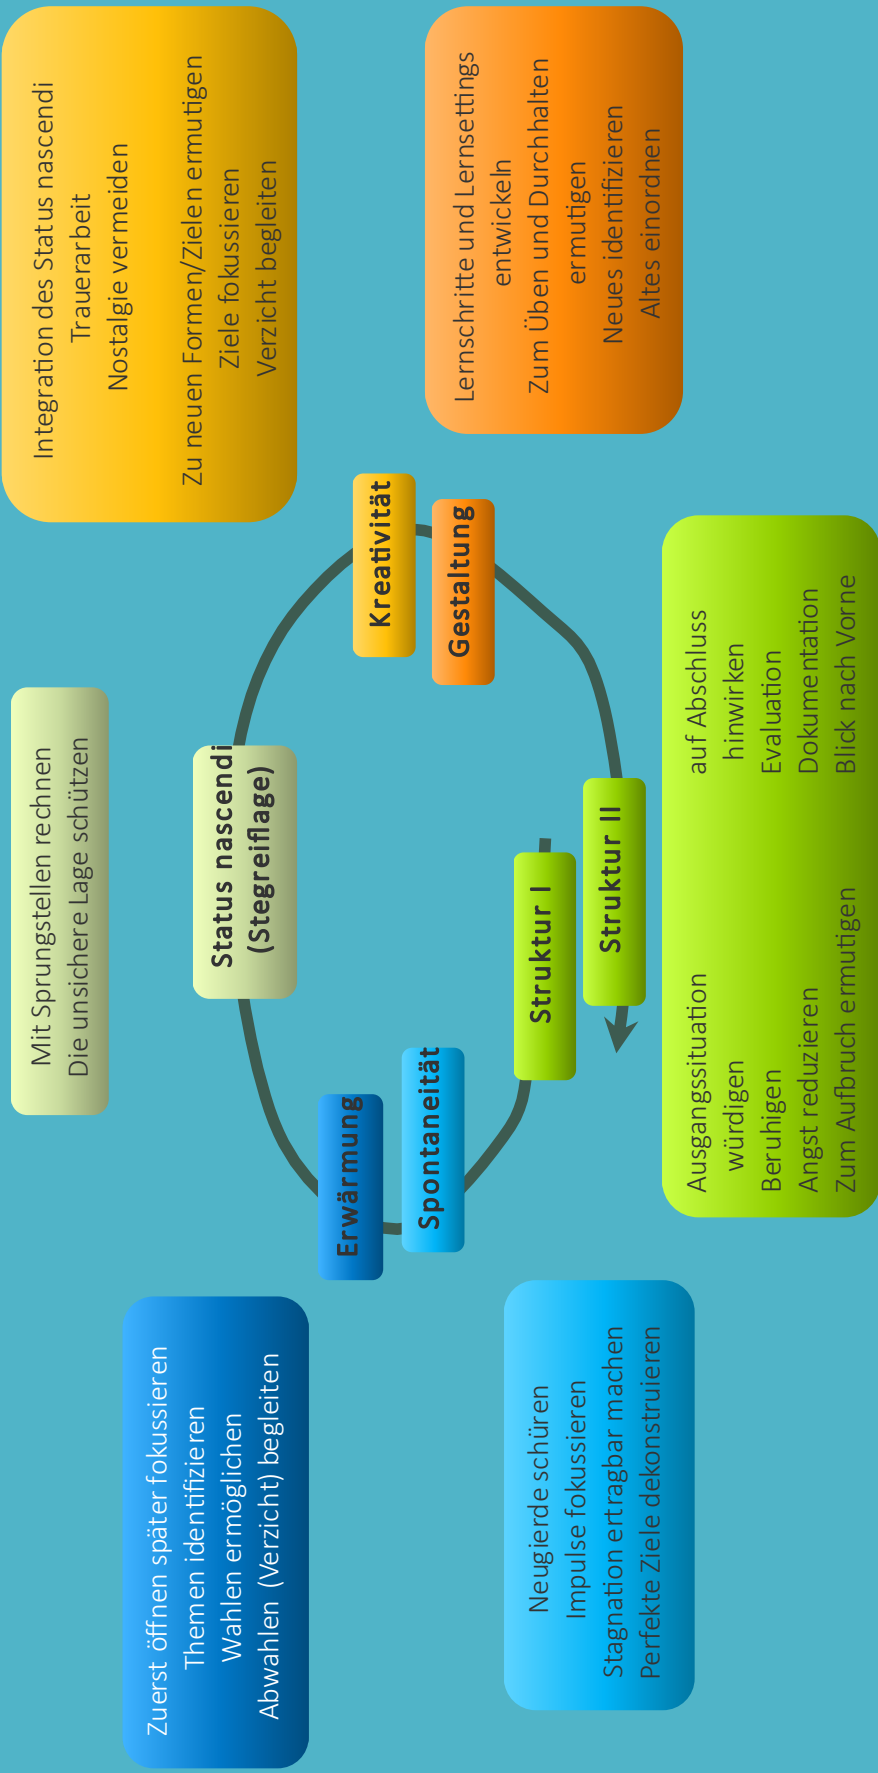 Mit Sprungstellen rechnen
Die unsichere Lage schützen
Zuerst öffnen später fokussieren
Themen identifizieren
Wahlen ermöglichen
Abwahlen (Verzicht) begleiten
Integration des Status nascendi
Trauerarbeit
Nostalgie vermeiden
Zu neuen Formen/Zielen ermutigen
Ziele fokussieren
Verzicht begleiten
Status nascendi
(Stegreiflage)
Erwärmung
Kreativität
Spontaneität
Gestaltung
Struktur I
Struktur II
Neugierde schüren
Impulse fokussieren
Stagnation ertragbar machen
Perfekte Ziele dekonstruieren
Lernschritte und Lernsettings
entwickeln
Zum Üben und Durchhalten
ermutigen
Neues identifizieren
Altes einordnen
Ausgangssituation
würdigen
Beruhigen
Angst reduzieren
Zum Aufbruch ermutigen
auf Abschluss
hinwirken
Evaluation
Dokumentation
Blick nach Vorne